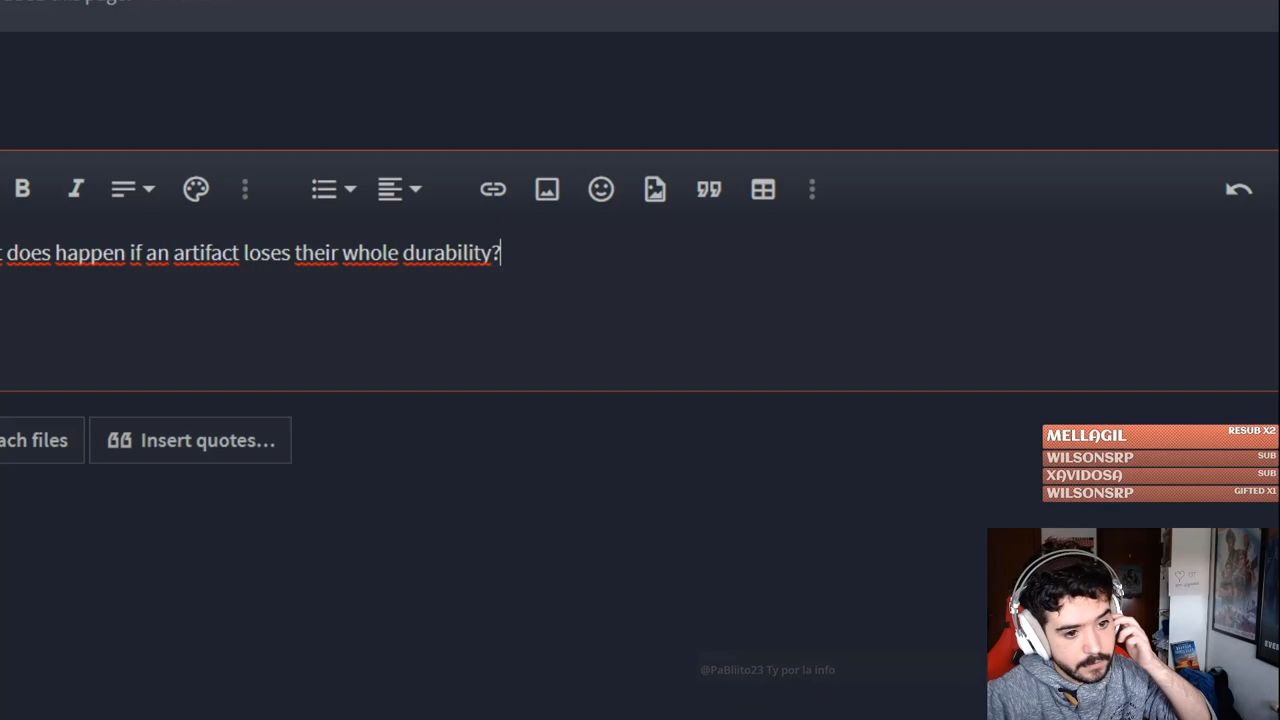 B I
does happen if an artifact loses their whole durability?
ach files
Insert quotes...
MELLAGIL RESUB X2
WILSONSRP SUB
XAVIDOSA SUB
WILSONSRP GIFTED X1
@PaBliito23 Ty por la info